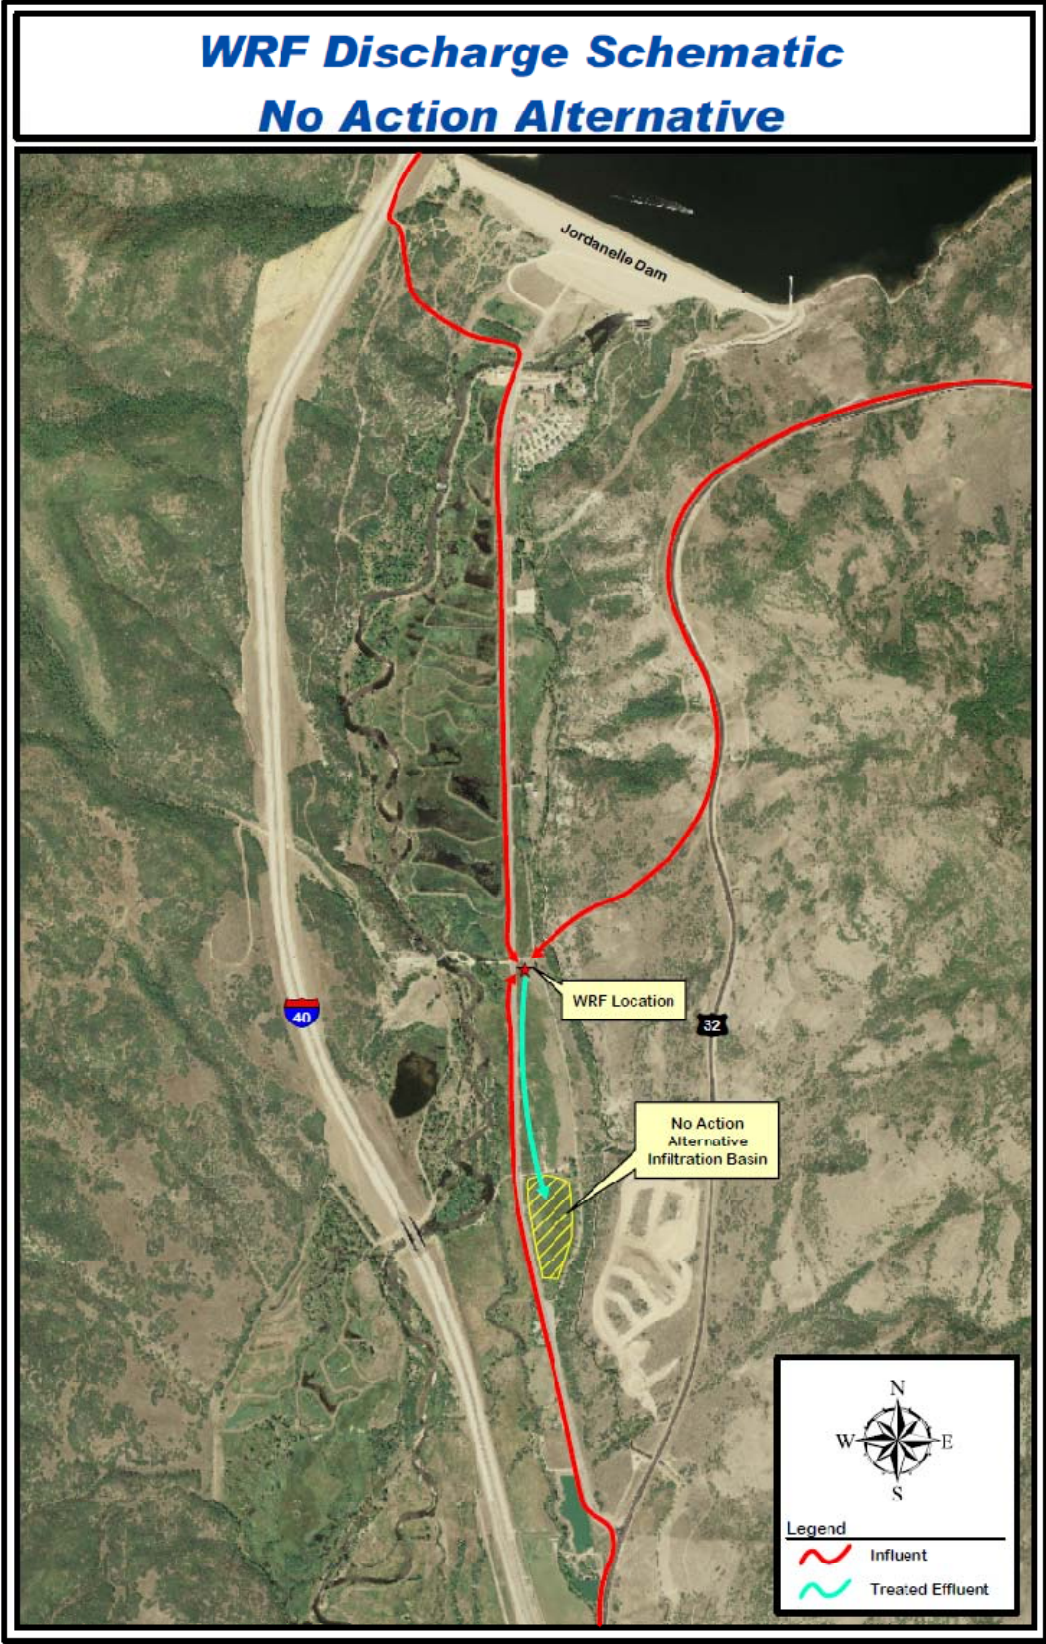 WRF Discharge Schematic
No Action Alternative
Jordanelle Dam
WRF Location
40
32
No Action
Alternative
Infiltration Basin
N
W E
S
Legend
Influent
Treated Effluent